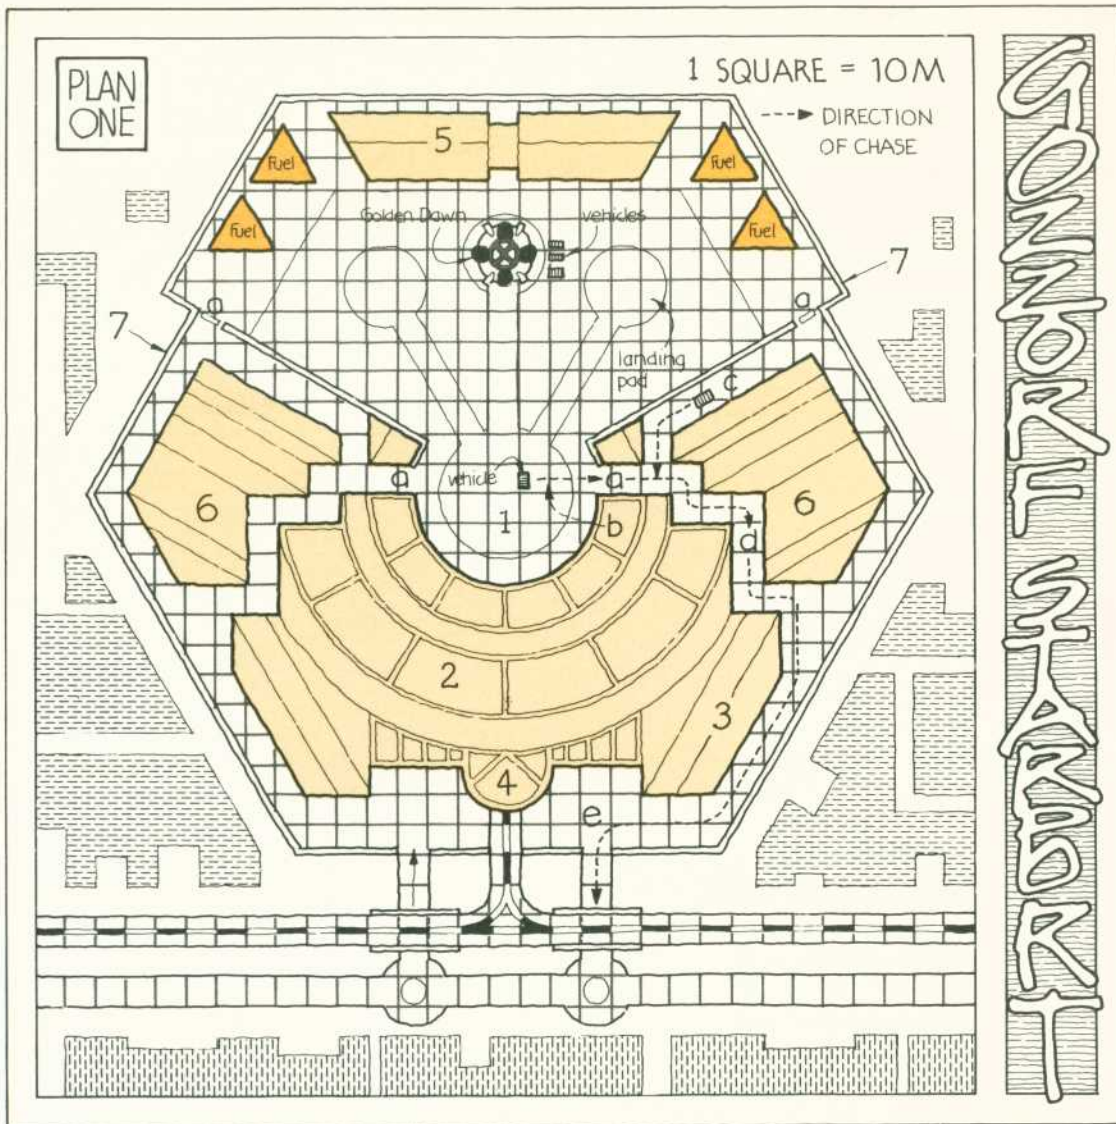 PLAN
ONE
1 SQUARE = 10M
DIRECTION
OF CHASE
5
Fuel
Fuel
Fuel
Fuel
Golden Dawn
vehicles
7
7
a
a
landing
pad
c
a
vehicle
a
6
6
1
b
d
2
3
4
e
GOZZORF STARPORT